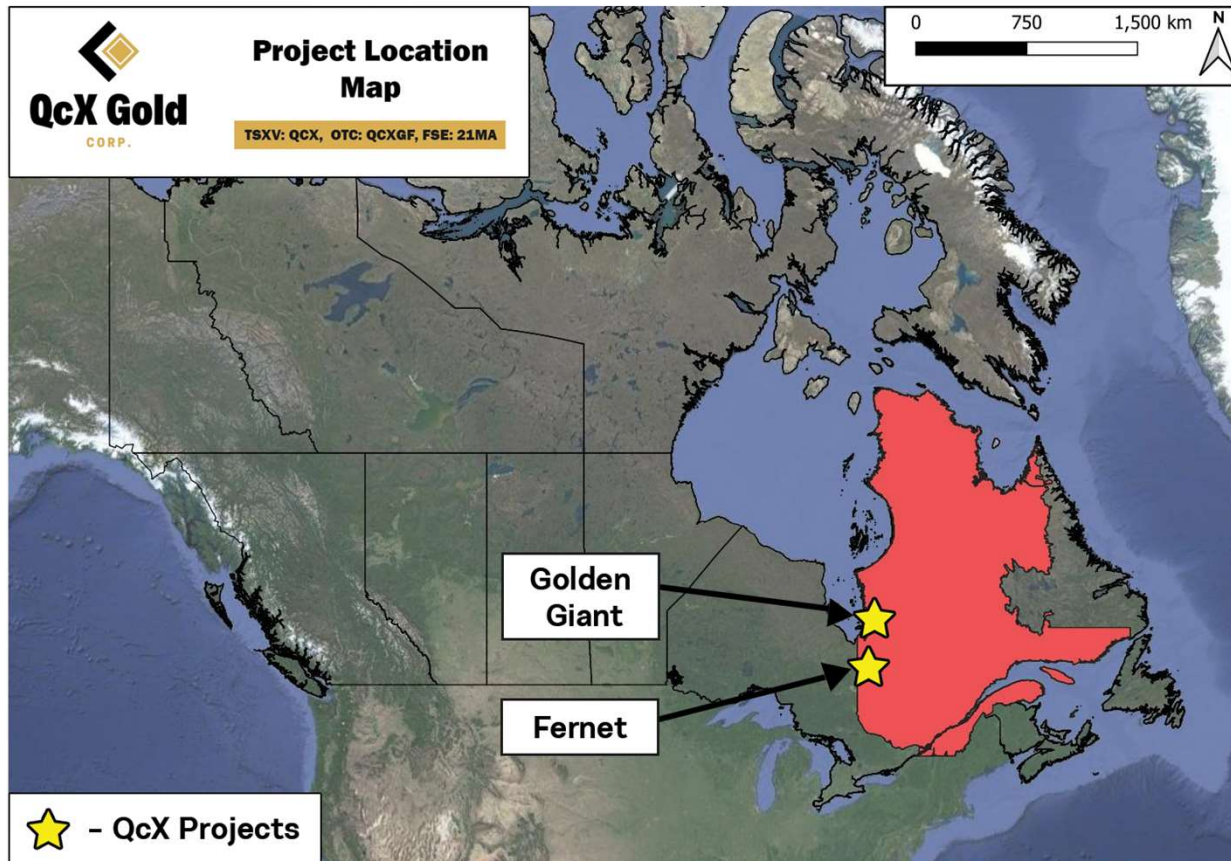 QcX Gold
CORP.
Project Location
Map
TSXV: QCX, OTC: QCXGF, FSE: 21MA
0 750 1,500 km
N
Golden
Giant
Fernet
- QcX Projects